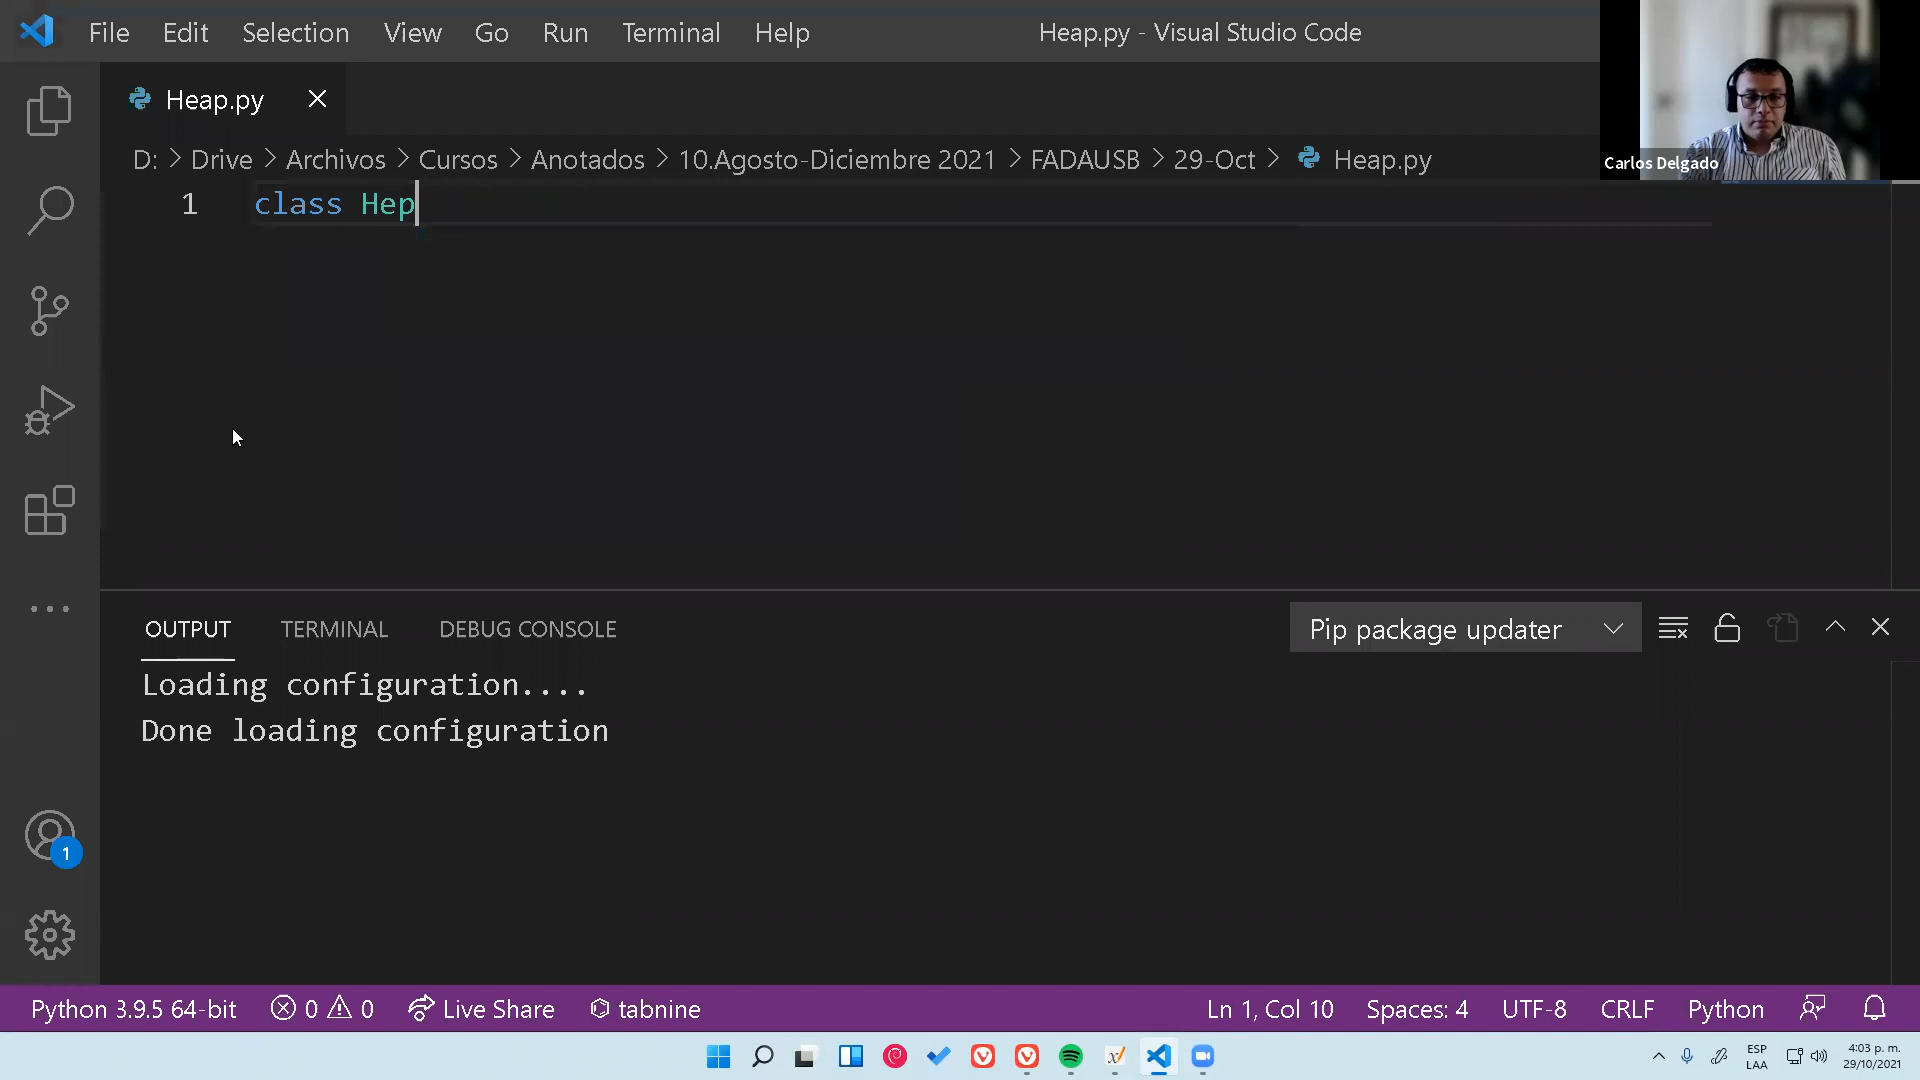 File Edit Selection View Go Run Terminal Help Heap.py - Visual Studio Code
Heap.py
D: > Drive > Archivos > Cursos > Anotados > 10.Agosto-Diciembre 2021 > FADAUSB > 29-Oct > Heap.py
Carlos Delgado
1 class Hep
OUTPUT TERMINAL DEBUG CONSOLE Pip package updater
Loading configuration....
Done loading configuration
1
Python 3.9.5 64-bit 0 0 Live Share tabnine Ln 1, Col 10 Spaces: 4 UTF-8 CRLF Python
ESP 4:03 p. m.
LAA 29/10/2021